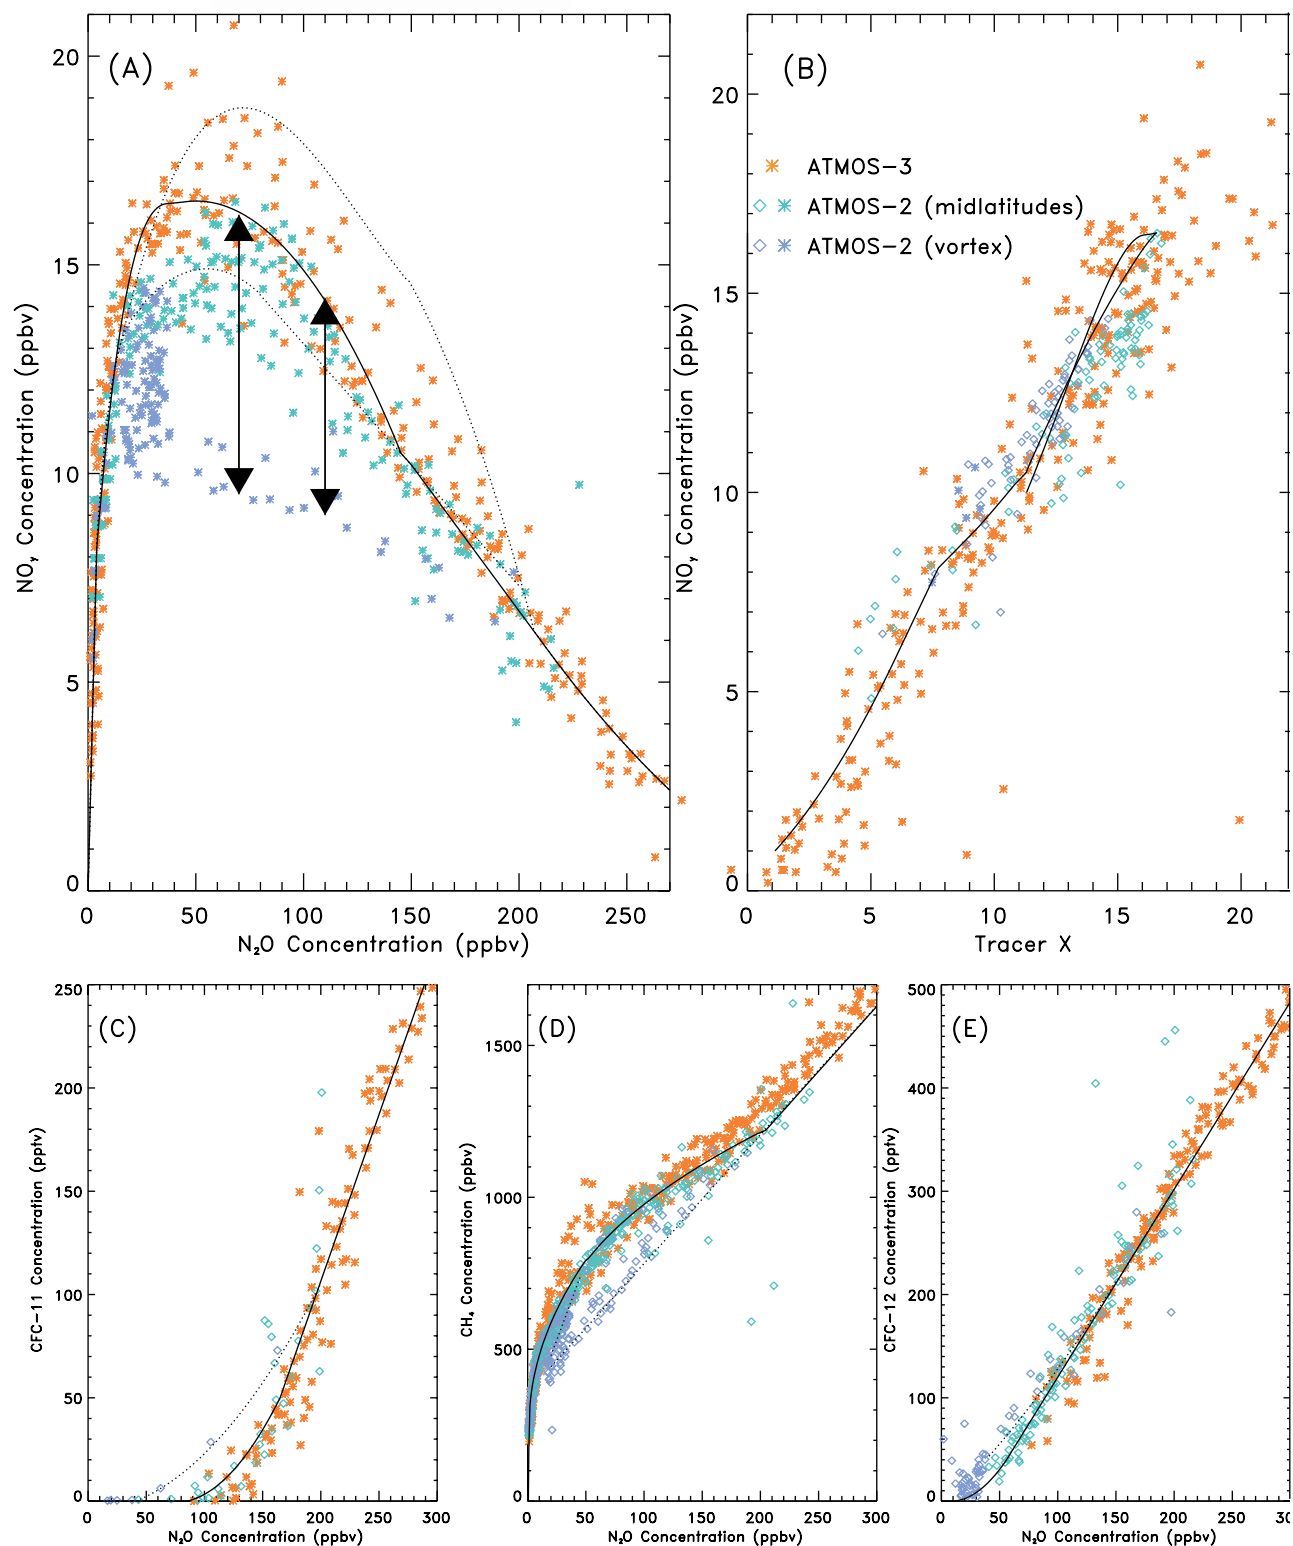 (A)
20
15
10
5
0
NOy Concentration (ppbv)
0 50 100 150 200 250
N₂O Concentration (ppbv)
(B)
ATMOS-3
ATMOS-2 (midlatitudes)
ATMOS-2 (vortex)
20
15
10
5
0
NOy Concentration (ppbv)
0 5 10 15 20
Tracer X
(C)
250
200
150
100
50
0
CFC-11 Concentration (pptv)
0 50 100 150 200 250 300
N₂O Concentration (ppbv)
(D)
1500
1000
500
0
CH₄ Concentration (ppbv)
0 50 100 150 200 250 300
N₂O Concentration (ppbv)
(E)
500
400
300
200
100
0
CFC-12 Concentration (pptv)
0 50 100 150 200 250 300
N₂O Concentration (ppbv)